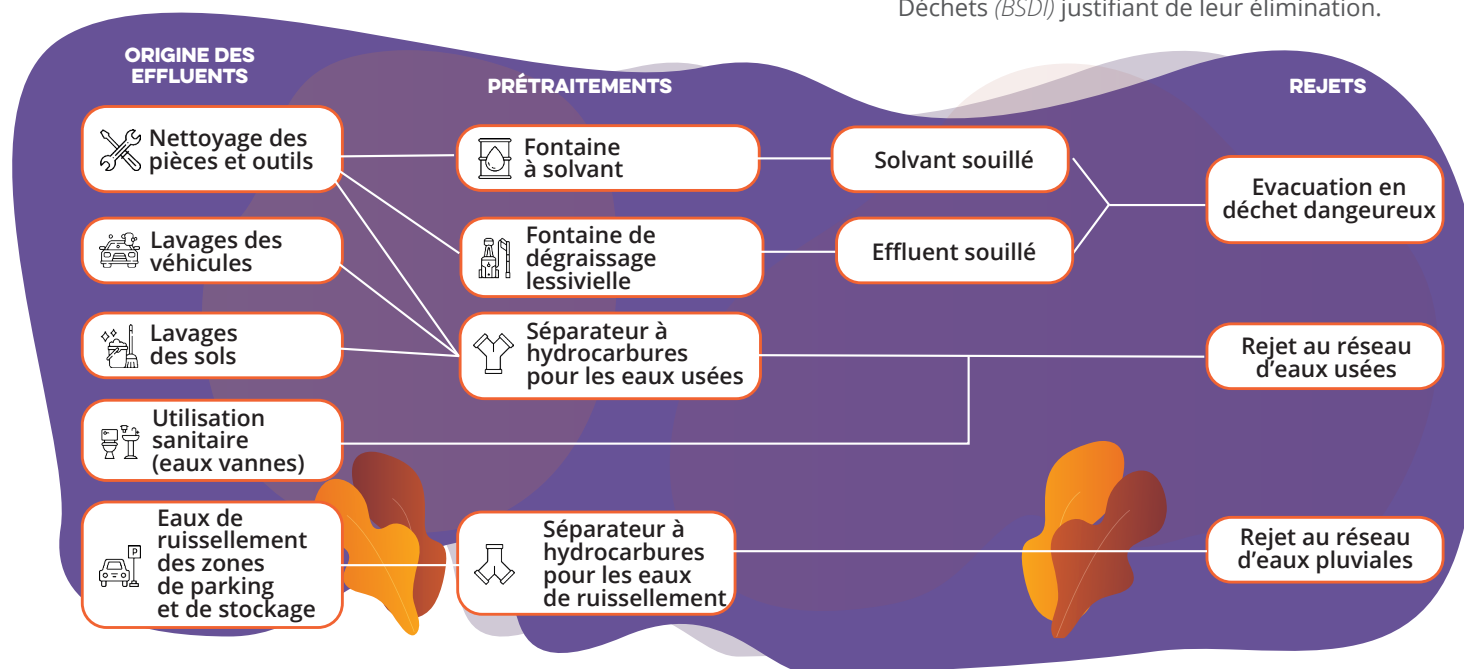 Déchets (BSDI) justifiant de leur élimination.
ORIGINE DES
EFFLUENTS
PRÉTRAITEMENTS
REJETS
Nettoyage des
pièces et outils
Fontaine
à solvant
Solvant souillé
Evacuation en
déchet dangeureux
Lavages des
véhicules
Fontaine de
dégraissage
lessivielle
Effluent souillé
Lavages
des sols
Séparateur à
hydrocarbures
pour les eaux usées
Rejet au réseau
d'eaux usées
Utilisation
sanitaire
(eaux vannes)
Eaux de
ruissellement
des zones
de parking
et de stockage
P
Séparateur à
hydrocarbures
pour les eaux
de ruissellement
Rejet au réseau
d'eaux pluviales